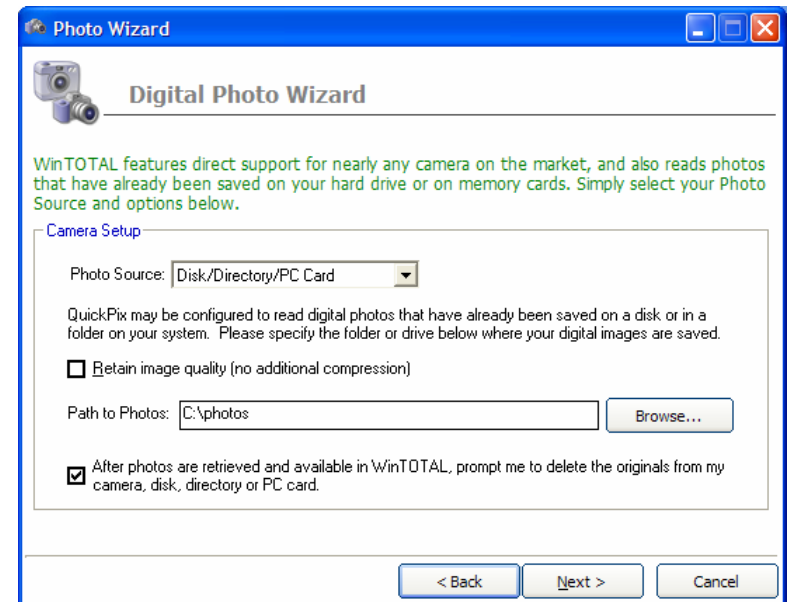 Photo Wizard
Digital Photo Wizard
WinTOTAL features direct support for nearly any camera on the market, and also reads photos
that have already been saved on your hard drive or on memory cards. Simply select your Photo
Source and options below.
Camera Setup
Photo Source: Disk/Directory/PC Card
QuickPix may be configured to read digital photos that have already been saved on a disk or in a
folder on your system. Please specify the folder or drive below where your digital images are saved.
Retain image quality (no additional compression)
Path to Photos: C:\photos Browse...
After photos are retrieved and available in WinTOTAL, prompt me to delete the originals from my
camera, disk, directory or PC card.
< Back Next > Cancel